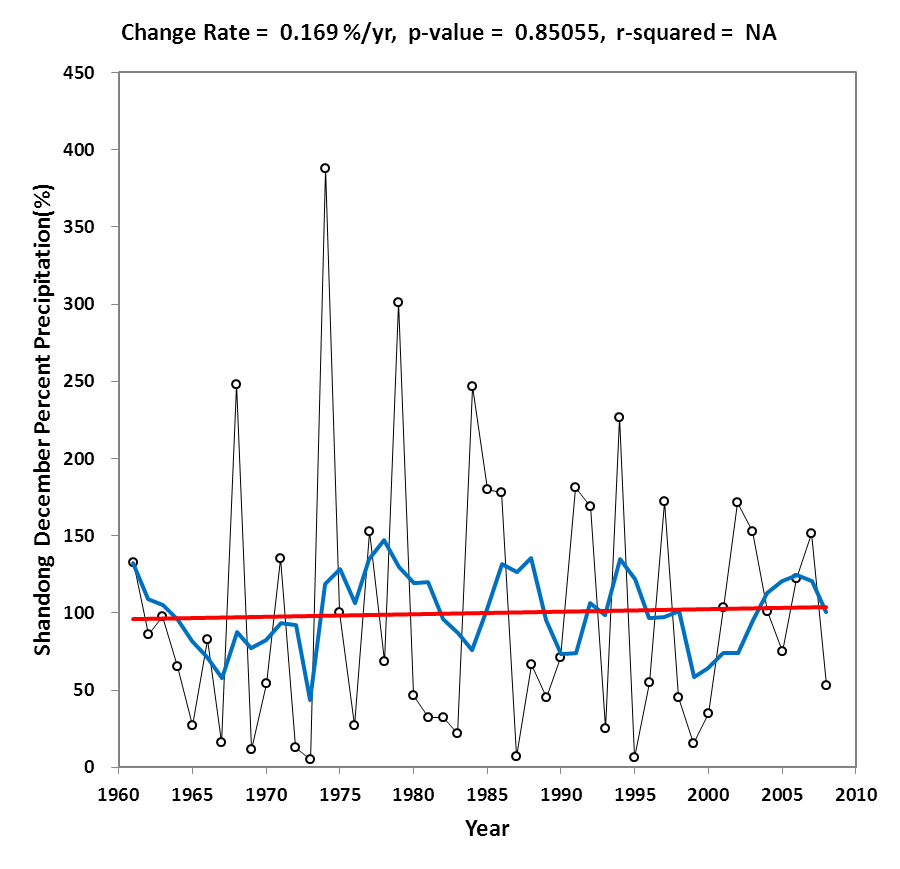 Change Rate = 0.169 %/yr, p-value = 0.85055, r-squared = NA
450
400
350
300
250
200
150
100
50
0
Shandong December Percent Precipitation(%)
1960 1965 1970 1975 1980 1985 1990 1995 2000 2005 2010
Year